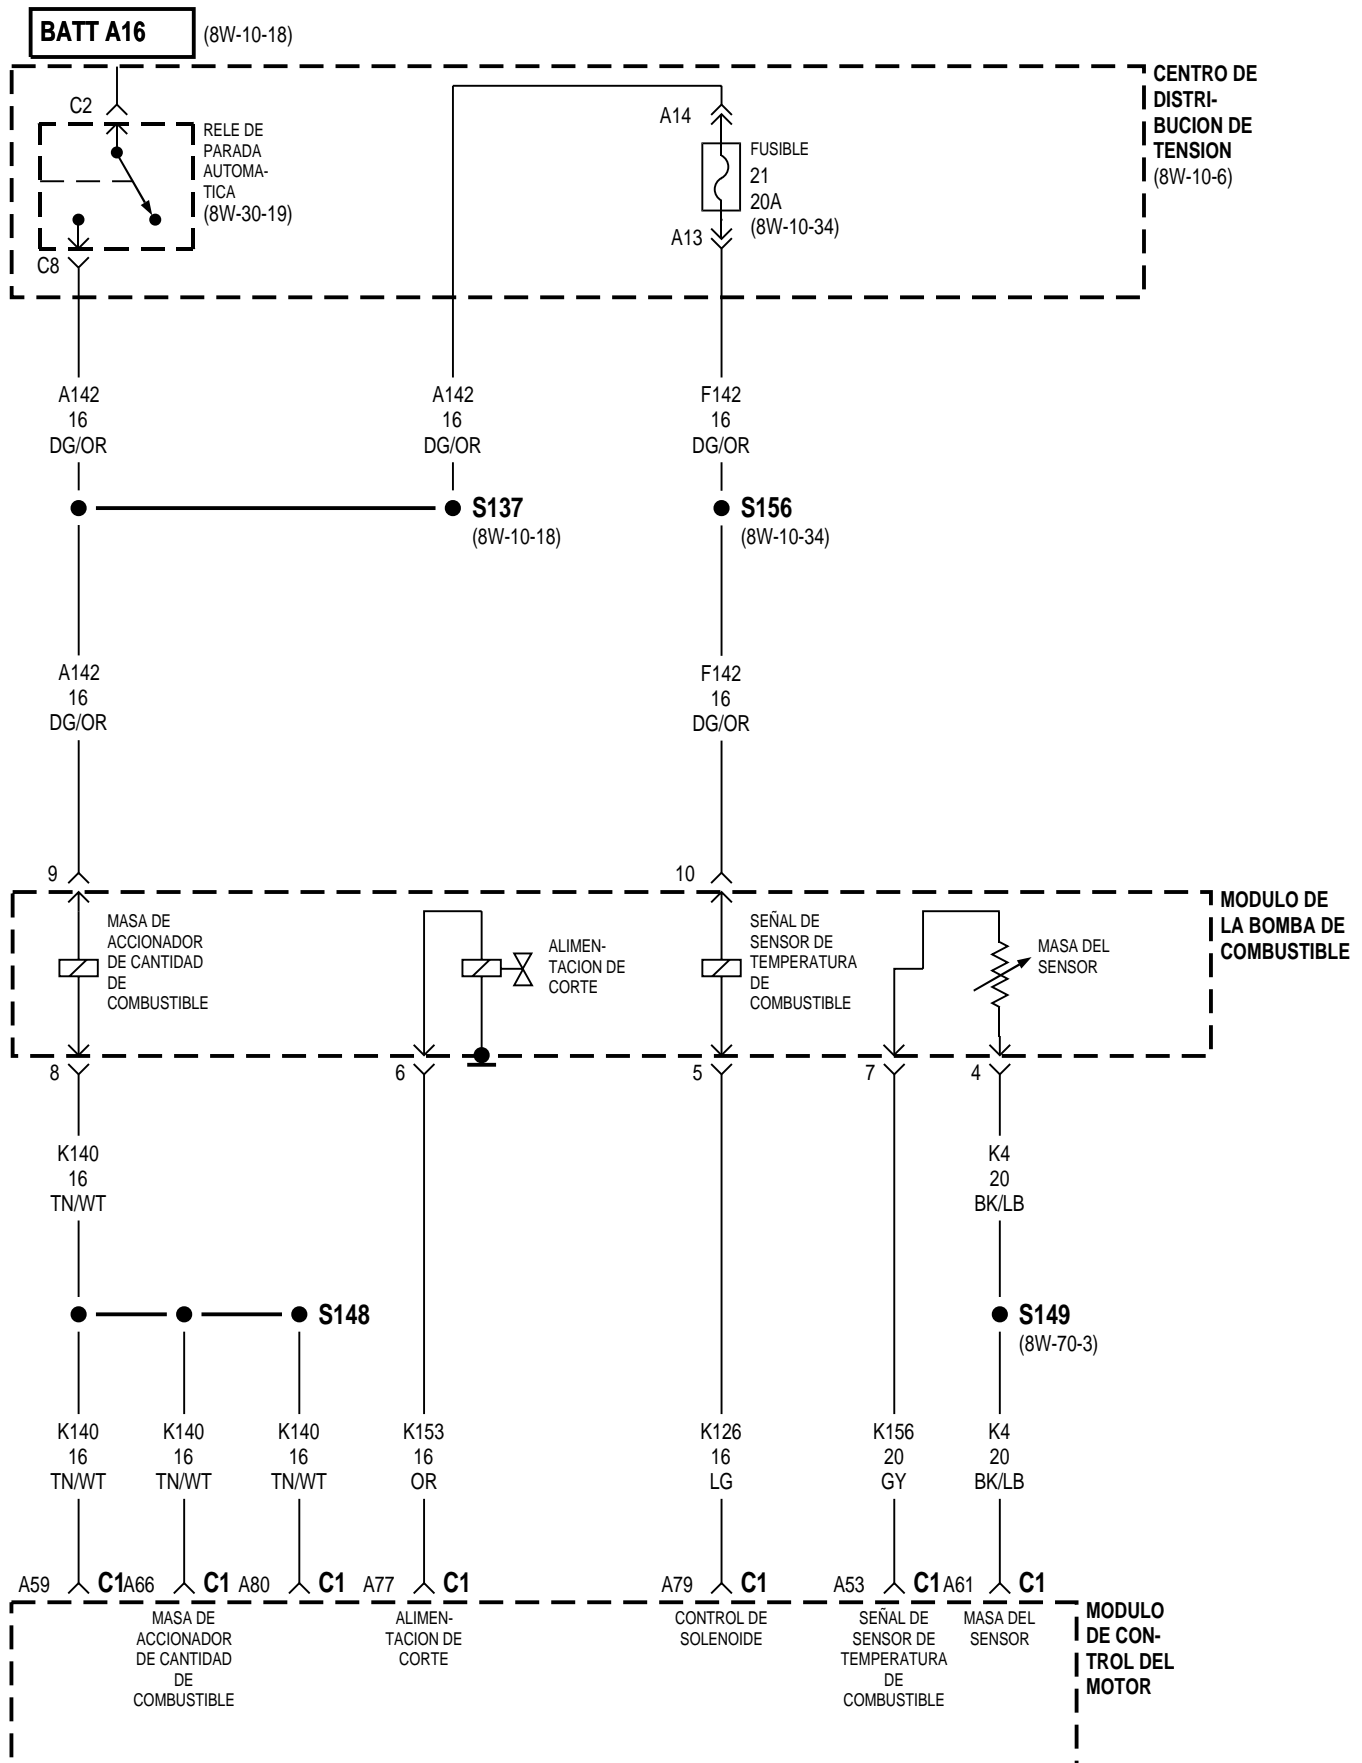 BATT A16 (8W-10-18)
CENTRO DE
DISTRI-
BUCION DE
TENSION
(8W-10-6)
C2
RELE DE
PARADA
AUTOMA-
TICA
(8W-30-19)
C8
A14
FUSIBLE
21
20A
(8W-10-34)
A13
A142
16
DG/OR
A142
16
DG/OR
F142
16
DG/OR
S137
(8W-10-18)
S156
(8W-10-34)
A142
16
DG/OR
F142
16
DG/OR
9
10
MODULO DE
LA BOMBA DE
COMBUSTIBLE
MASA DE
ACCIONADOR
DE CANTIDAD
DE
COMBUSTIBLE
ALIMEN-
TACION DE
CORTE
SEÑAL DE
SENSOR DE
TEMPERATURA
DE
COMBUSTIBLE
MASA DEL
SENSOR
8
6
5
7
4
K140
16
TN/WT
K4
20
BK/LB
S148
S149
(8W-70-3)
K140
16
TN/WT
K140
16
TN/WT
K140
16
TN/WT
K153
16
OR
K126
16
LG
K156
20
GY
K4
20
BK/LB
A59 C1 A66 C1 A80 C1 A77 C1 A79 C1 A53 C1 A61 C1
MASA DE
ACCIONADOR
DE CANTIDAD
DE
COMBUSTIBLE
ALIMEN-
TACION DE
CORTE
CONTROL DE
SOLENOIDE
SEÑAL DE
SENSOR DE
TEMPERATURA
DE
COMBUSTIBLE
MASA DEL
SENSOR
MODULO
DE CON-
TROL DEL
MOTOR